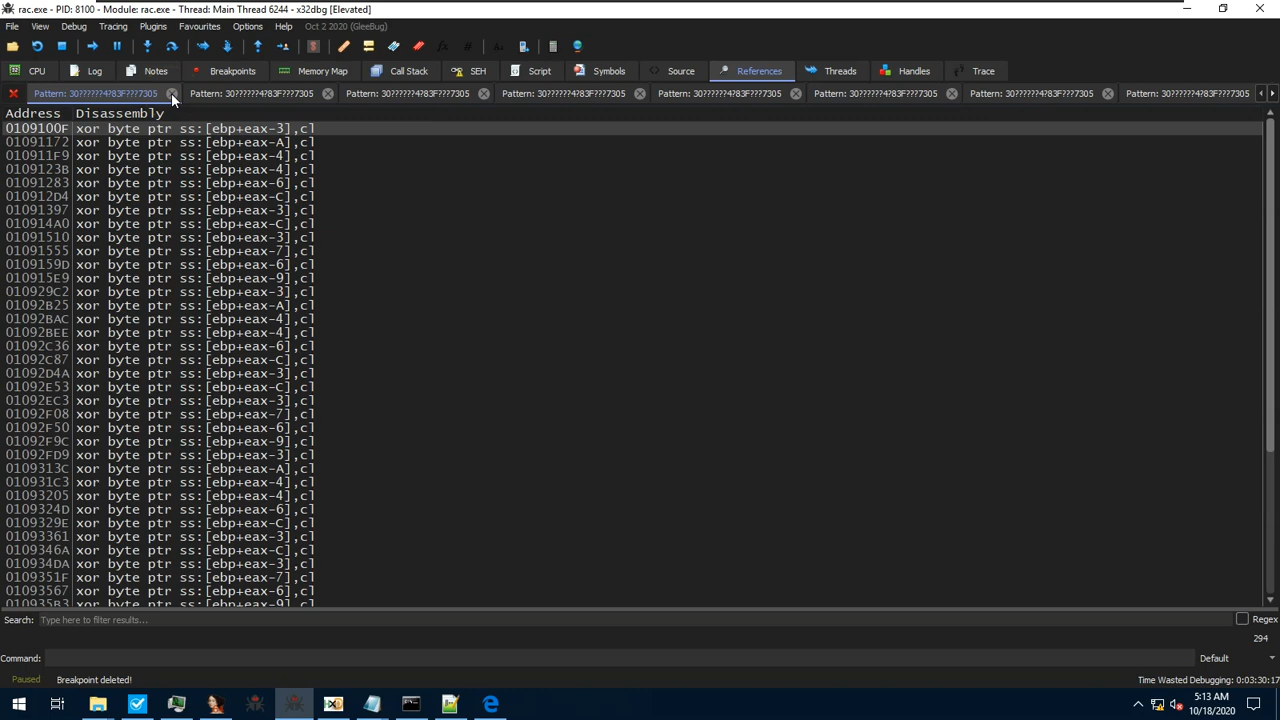 rac.exe - PID: 8100 - Module: rac.exe - Thread: Main Thread 6244 - x32dbg [Elevated]
File View Debug Tracing Plugins Favourites Options Help Oct 2 2020 (GleeBug)
CPU Log Notes Breakpoints Memory Map Call Stack SEH Script Symbols Source References Threads Handles Trace
Pattern: 30??????4?83F???7305 Pattern: 30??????4?83F???7305 Pattern: 30??????4?83F???7305 Pattern: 30??????4?83F???7305 Pattern: 30??????4?83F???7305 Pattern: 30??????4?83F???7305 Pattern: 30??????4?83F???7305 Pattern: 30??????4?83F???7305
Address Disassembly
0109100F xor byte ptr ss:[ebp+eax-3],cl
01091172 xor byte ptr ss:[ebp+eax-A],cl
010911F9 xor byte ptr ss:[ebp+eax-4],cl
0109123B xor byte ptr ss:[ebp+eax-4],cl
01091283 xor byte ptr ss:[ebp+eax-6],cl
010912D4 xor byte ptr ss:[ebp+eax-C],cl
01091397 xor byte ptr ss:[ebp+eax-3],cl
010914A0 xor byte ptr ss:[ebp+eax-C],cl
01091510 xor byte ptr ss:[ebp+eax-3],cl
01091555 xor byte ptr ss:[ebp+eax-7],cl
0109159D xor byte ptr ss:[ebp+eax-6],cl
010915E9 xor byte ptr ss:[ebp+eax-9],cl
010929C2 xor byte ptr ss:[ebp+eax-3],cl
01092B25 xor byte ptr ss:[ebp+eax-A],cl
01092BAC xor byte ptr ss:[ebp+eax-4],cl
01092BEE xor byte ptr ss:[ebp+eax-4],cl
01092C36 xor byte ptr ss:[ebp+eax-6],cl
01092C87 xor byte ptr ss:[ebp+eax-C],cl
01092D4A xor byte ptr ss:[ebp+eax-3],cl
01092E53 xor byte ptr ss:[ebp+eax-C],cl
01092EC3 xor byte ptr ss:[ebp+eax-3],cl
01092F08 xor byte ptr ss:[ebp+eax-7],cl
01092F50 xor byte ptr ss:[ebp+eax-6],cl
01092F9C xor byte ptr ss:[ebp+eax-9],cl
01092FD9 xor byte ptr ss:[ebp+eax-3],cl
0109313C xor byte ptr ss:[ebp+eax-A],cl
010931C3 xor byte ptr ss:[ebp+eax-4],cl
01093205 xor byte ptr ss:[ebp+eax-4],cl
0109324D xor byte ptr ss:[ebp+eax-6],cl
0109329E xor byte ptr ss:[ebp+eax-C],cl
01093361 xor byte ptr ss:[ebp+eax-3],cl
0109346A xor byte ptr ss:[ebp+eax-C],cl
010934DA xor byte ptr ss:[ebp+eax-3],cl
0109351F xor byte ptr ss:[ebp+eax-7],cl
01093567 xor byte ptr ss:[ebp+eax-6],cl
010935B3 xor byte ptr ss:[ebp+eax-9],cl
Search: Type here to filter results... Regex
294
Command: Default
Paused Breakpoint deleted! Time Wasted Debugging: 0:03:30:17
5:13 AM
10/18/2020